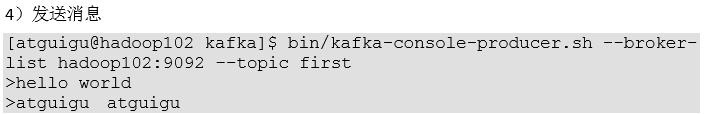 4）发送消息
[atguigu@hadoop102 kafka]$ bin/kafka-console-producer.sh --broker-
list hadoop102:9092 --topic first
>hello world
>atguigu  atguigu